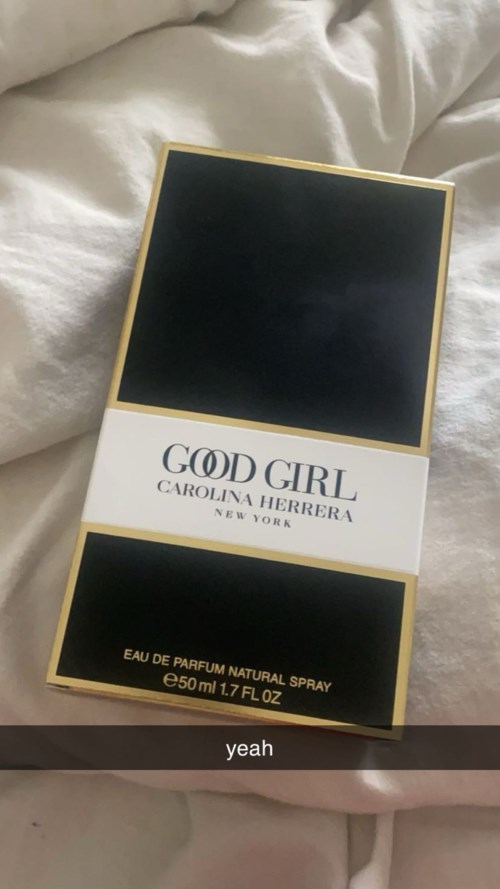 GOOD GIRL
CAROLINA HERRERA
NEW YORK
EAU DE PARFUM NATURAL SPRAY
℮50 ml 1.7 FL OZ
yeah